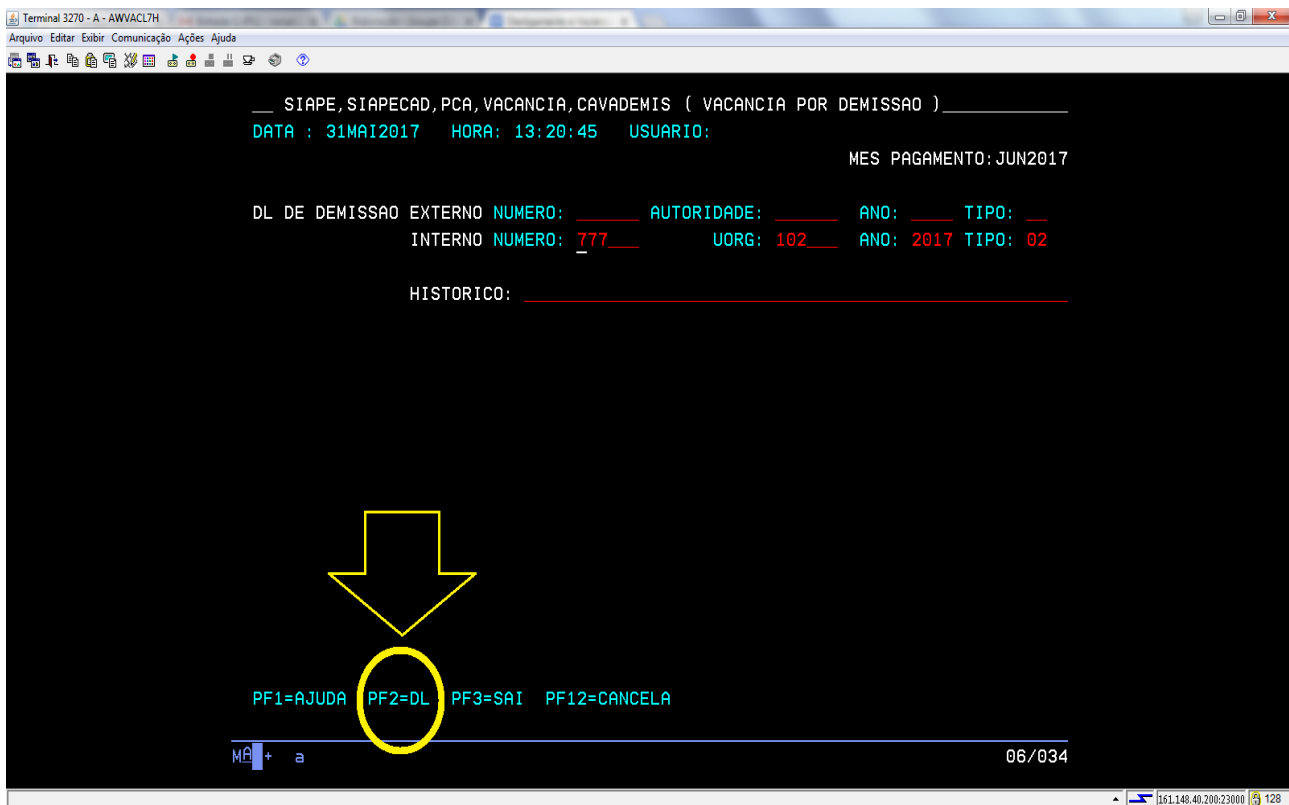 Terminal 3270 - A - AWVACL7H
Arquivo Editar Exibir Comunicação Ações Ajuda
__ SIAPE,SIAPECAD,PCA,VACANCIA,CAVADEMIS ( VACANCIA POR DEMISSAO )____________
DATA : 31MAI2017 HORA: 13:20:45 USUARIO:
MES PAGAMENTO:JUN2017
DL DE DEMISSAO EXTERNO NUMERO: ______ AUTORIDADE: ______ ANO: ____ TIPO: __
INTERNO NUMERO: 777___ UORG: 102___ ANO: 2017 TIPO: 02
HISTORICO: ____________________________________________________
PF1=AJUDA PF2=DL PF3=SAI PF12=CANCELA
MA + a 06/034
161.148.40.200:23000 128